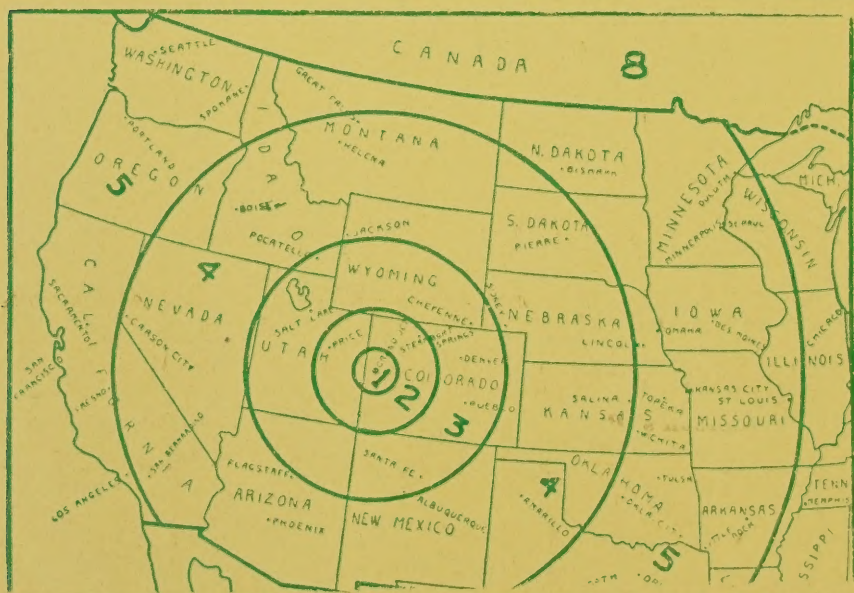 CANADA
8
SEATTLE
WASHINGTON
SPOKANE
GREAT FALLS
MONTANA
HELENA
IDAHO
PORTLAND
OREGON
5
BOISE
POCATELLO
N. DAKOTA
BISMARK
S. DAKOTA
PIERRE
MINNESOTA
DULUTH
MINNEAPOLIS
ST PAUL
WISCONSIN
MICH.
JACKSON
WYOMING
CHEYENNE
SIDNEY
4
NEVADA
CARSON CITY
CALIFORNIA
SACRAMENTO
SAN FRANCISCO
FRESNO
SAN BERNARDINO
LOS ANGELES
SALT LAKE
UTAH
PRICE
STEAMBOAT SPRINGS
DENVER
COLORADO
PUEBLO
1
2
3
NEBRASKA
LINCOLN
IOWA
OMAHA
DES MOINES
ILLINOIS
CHICAGO
SALINA
TOPEKA
KANSAS
WICHITA
KANSAS CITY
ST LOUIS
MISSOURI
FLAGSTAFF
ARIZONA
PHOENIX
SANTA FE
ALBUQUERQUE
NEW MEXICO
4
AMARILLO
OKLAHOMA
TULSA
OKLA. CITY
5
ARKANSAS
ROCK
TENN
MEMPHIS
SSIPPI